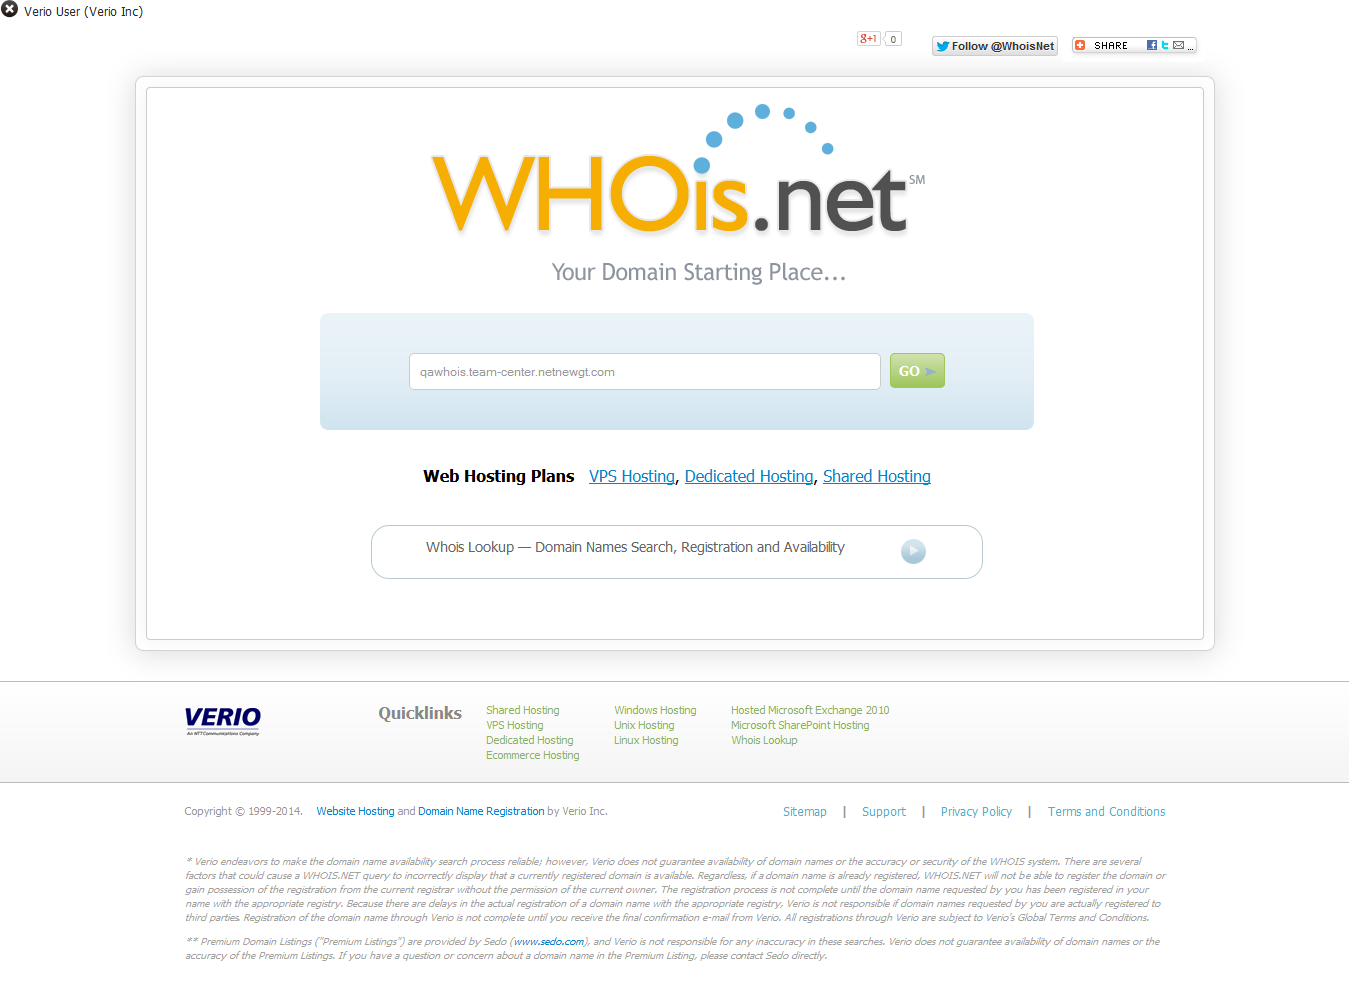 Verio User (Verio Inc)
g+1 0
Follow @WhoisNet
SHARE ...
WHOis.net SM
Your Domain Starting Place...
qawhois.team-center.netnewgt.com
GO
Web Hosting Plans VPS Hosting, Dedicated Hosting, Shared Hosting
Whois Lookup — Domain Names Search, Registration and Availability
VERIO
An NTT Communications Company
Quicklinks
Shared Hosting
VPS Hosting
Dedicated Hosting
Ecommerce Hosting
Windows Hosting
Unix Hosting
Linux Hosting
Hosted Microsoft Exchange 2010
Microsoft SharePoint Hosting
Whois Lookup
Copyright © 1999-2014. Website Hosting and Domain Name Registration by Verio Inc.
Sitemap | Support | Privacy Policy | Terms and Conditions
* Verio endeavors to make the domain name availability search process reliable; however, Verio does not guarantee availability of domain names or the accuracy or security of the WHOIS system. There are several
factors that could cause a WHOIS.NET query to incorrectly display that a currently registered domain is available. Regardless, if a domain name is already registered, WHOIS.NET will not be able to register the domain or
gain possession of the registration from the current registrar without the permission of the current owner. The registration process is not complete until the domain name requested by you has been registered in your
name with the appropriate registry. Because there are delays in the actual registration of a domain name with the appropriate registry, Verio is not responsible if domain names requested by you are actually registered to
third parties. Registration of the domain name through Verio is not complete until you receive the final confirmation e-mail from Verio. All registrations through Verio are subject to Verio's Global Terms and Conditions.
** Premium Domain Listings ("Premium Listings") are provided by Sedo (www.sedo.com), and Verio is not responsible for any inaccuracy in these searches. Verio does not guarantee availability of domain names or the
accuracy of the Premium Listings. If you have a question or concern about a domain name in the Premium Listing, please contact Sedo directly.